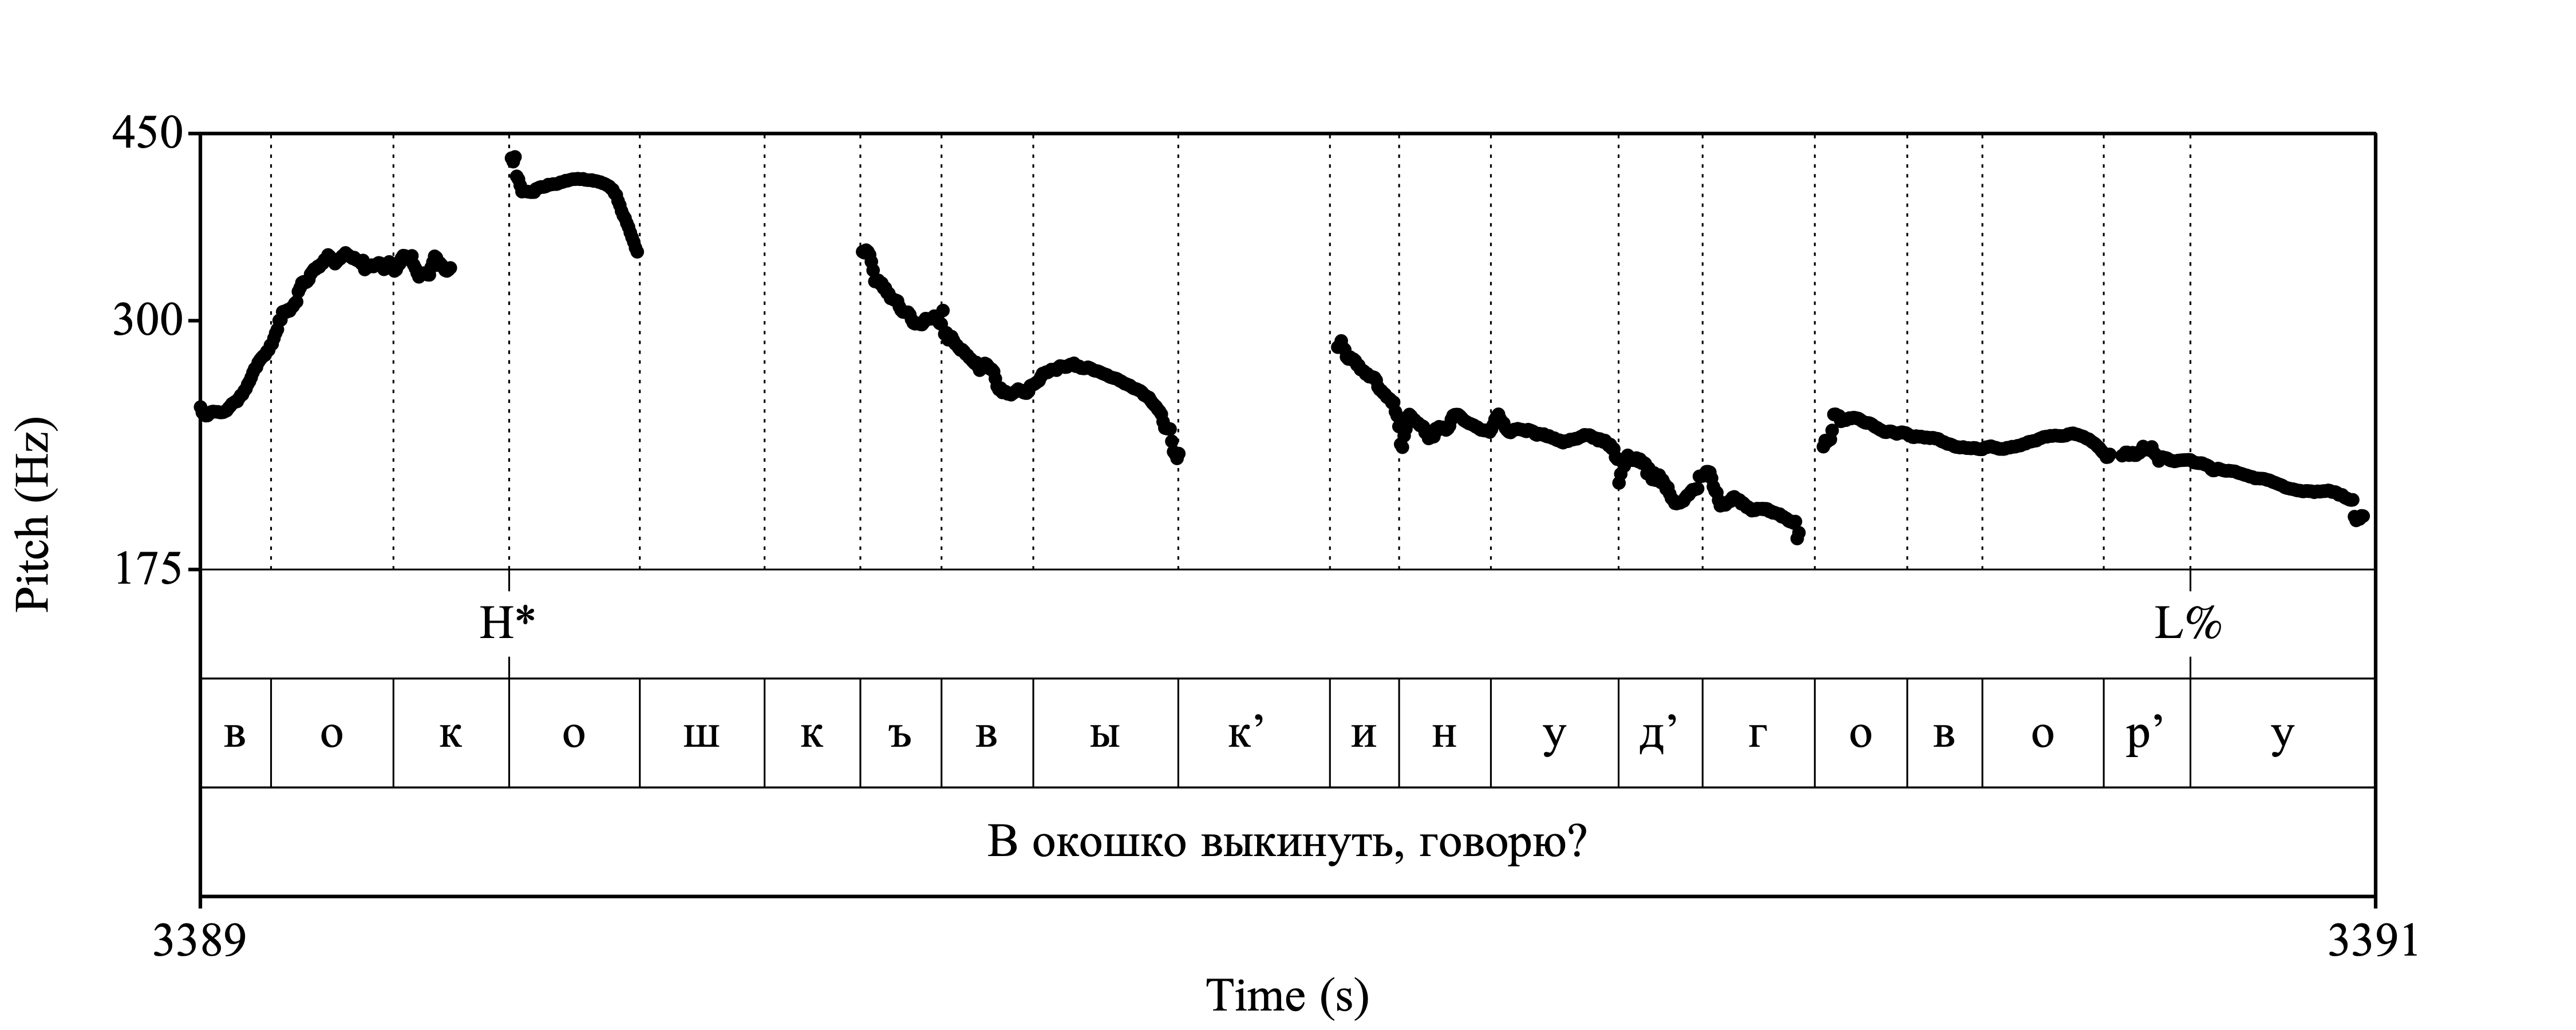 450
300
175
Pitch (Hz)
H* L%
в о к о ш к ъ в ы к’ и н у д’ г о в о р’ у
В окошко выкинуть, говорю?
3389 3391
Time (s)